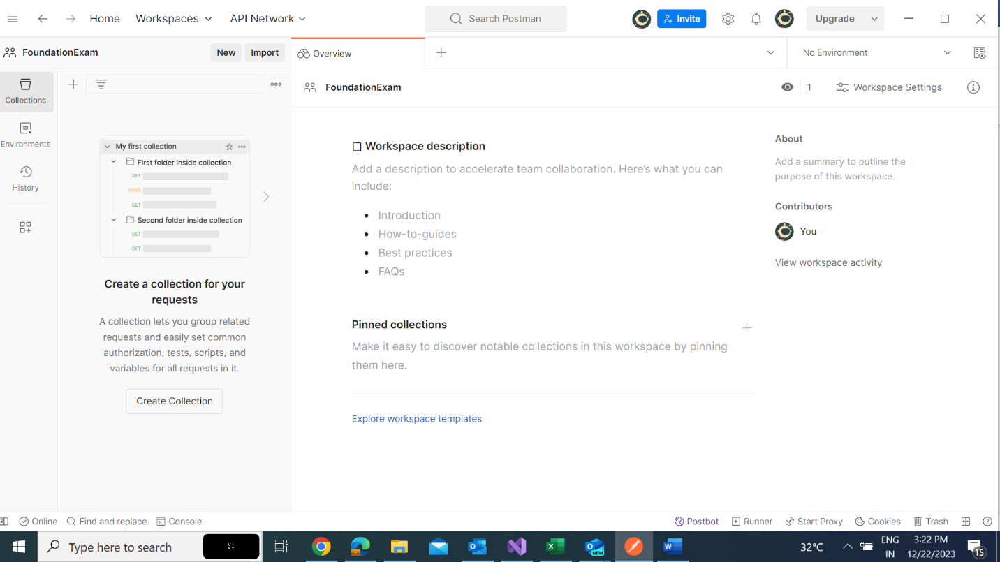 Home Workspaces API Network Search Postman Invite Upgrade
FoundationExam New Import Overview No Environment
Collections
Environments
History
My first collection
First folder inside collection
GET
POST
GET
Second folder inside collection
GET
GET
Create a collection for your
requests
A collection lets you group related
requests and easily set common
authorization, tests, scripts, and
variables for all requests in it.
Create Collection
FoundationExam 1 Workspace Settings
Workspace description
Add a description to accelerate team collaboration. Here’s what you can
include:
Introduction
How-to-guides
Best practices
FAQs
Pinned collections
Make it easy to discover notable collections in this workspace by pinning
them here.
Explore workspace templates
About
Add a summary to outline the
purpose of this workspace.
Contributors
You
View workspace activity
Online Find and replace Console Postbot Runner Start Proxy Cookies Trash
Type here to search
NEW
32°C
ENG
IN
3:22 PM
12/22/2023
15